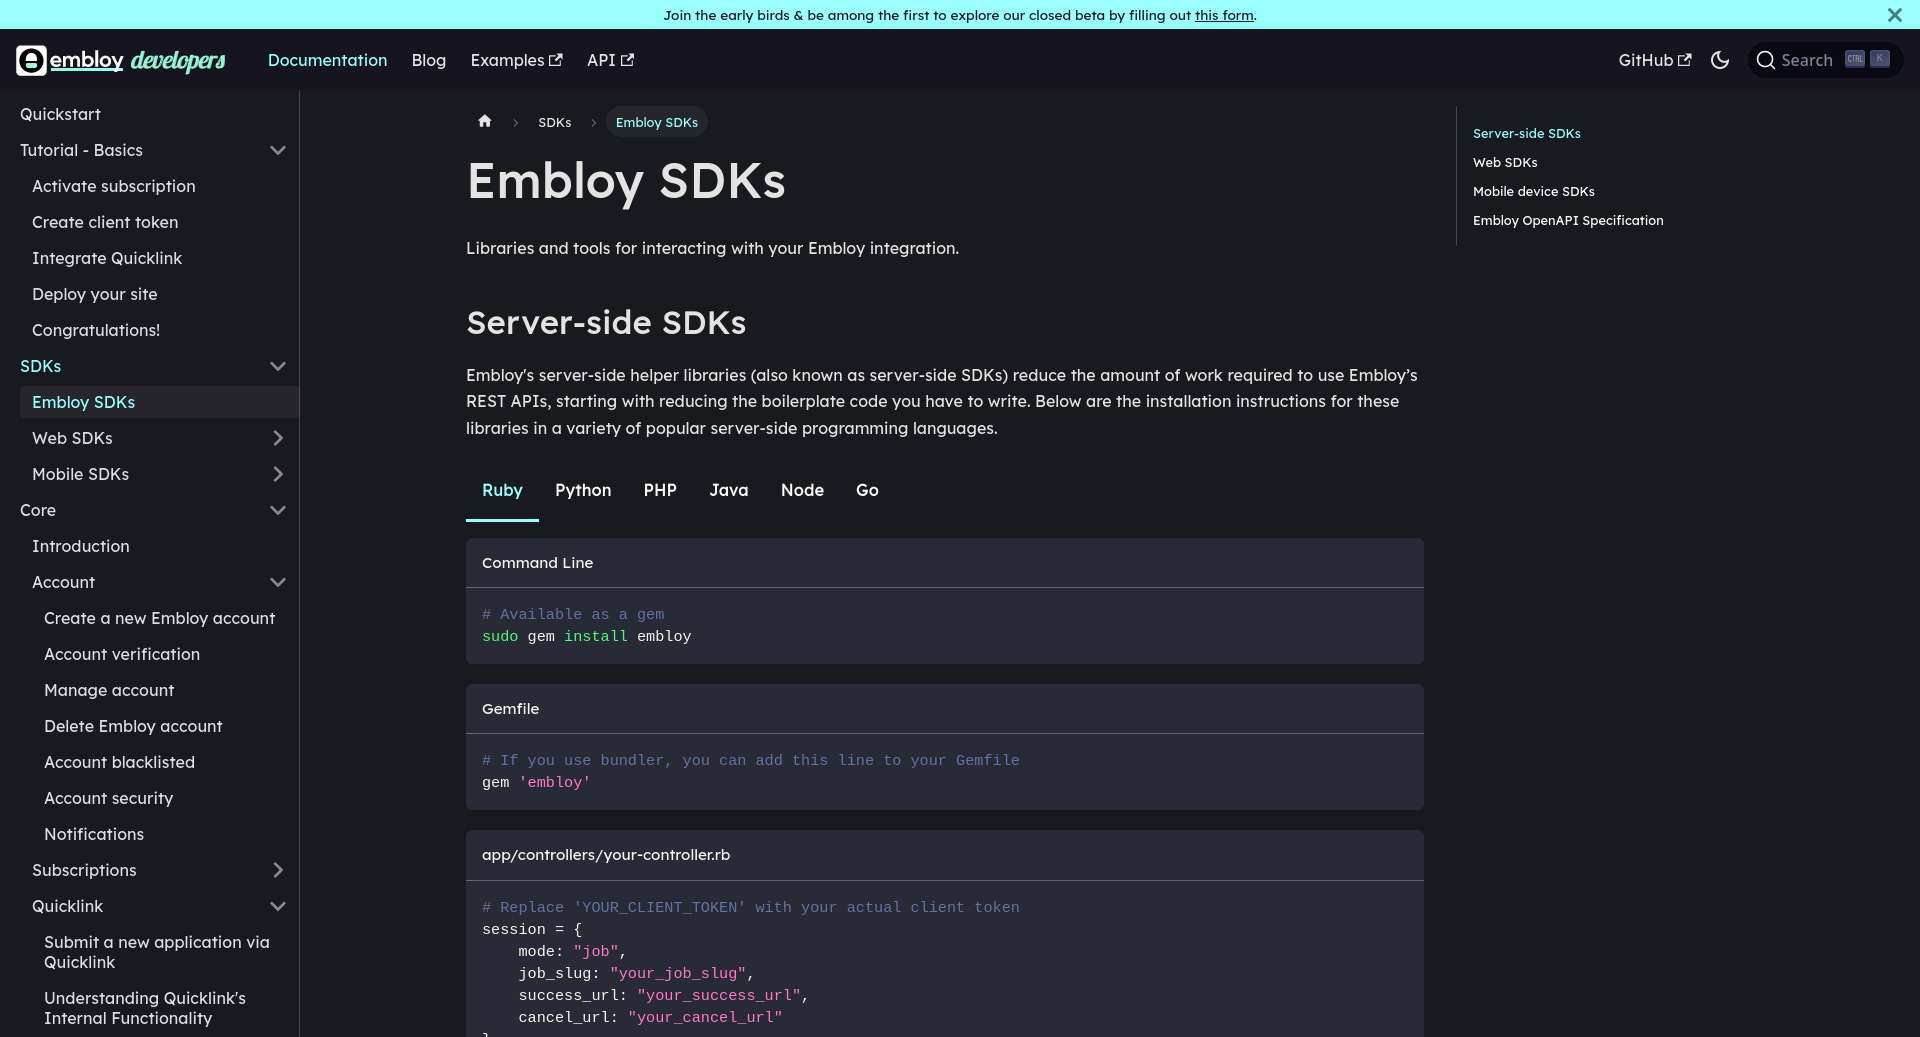 Join the early birds & be among the first to explore our closed beta by filling out this form.
embloy developers
Documentation
Blog
Examples
API
GitHub
Search
CTRL
K
Quickstart
Tutorial - Basics
Activate subscription
Create client token
Integrate Quicklink
Deploy your site
Congratulations!
SDKs
Embloy SDKs
Web SDKs
Mobile SDKs
Core
Introduction
Account
Create a new Embloy account
Account verification
Manage account
Delete Embloy account
Account blacklisted
Account security
Notifications
Subscriptions
Quicklink
Submit a new application via
Quicklink
Understanding Quicklink's
Internal Functionality
SDKs
Embloy SDKs
Embloy SDKs
Libraries and tools for interacting with your Embloy integration.
Server-side SDKs
Embloy's server-side helper libraries (also known as server-side SDKs) reduce the amount of work required to use Embloy’s
REST APIs, starting with reducing the boilerplate code you have to write. Below are the installation instructions for these
libraries in a variety of popular server-side programming languages.
Ruby
Python
PHP
Java
Node
Go
Command Line
# Available as a gem
sudo gem install embloy
Gemfile
# If you use bundler, you can add this line to your Gemfile
gem 'embloy'
app/controllers/your-controller.rb
# Replace 'YOUR_CLIENT_TOKEN' with your actual client token
session = {
mode: "job",
job_slug: "your_job_slug",
success_url: "your_success_url",
cancel_url: "your_cancel_url"
}
Server-side SDKs
Web SDKs
Mobile device SDKs
Embloy OpenAPI Specification